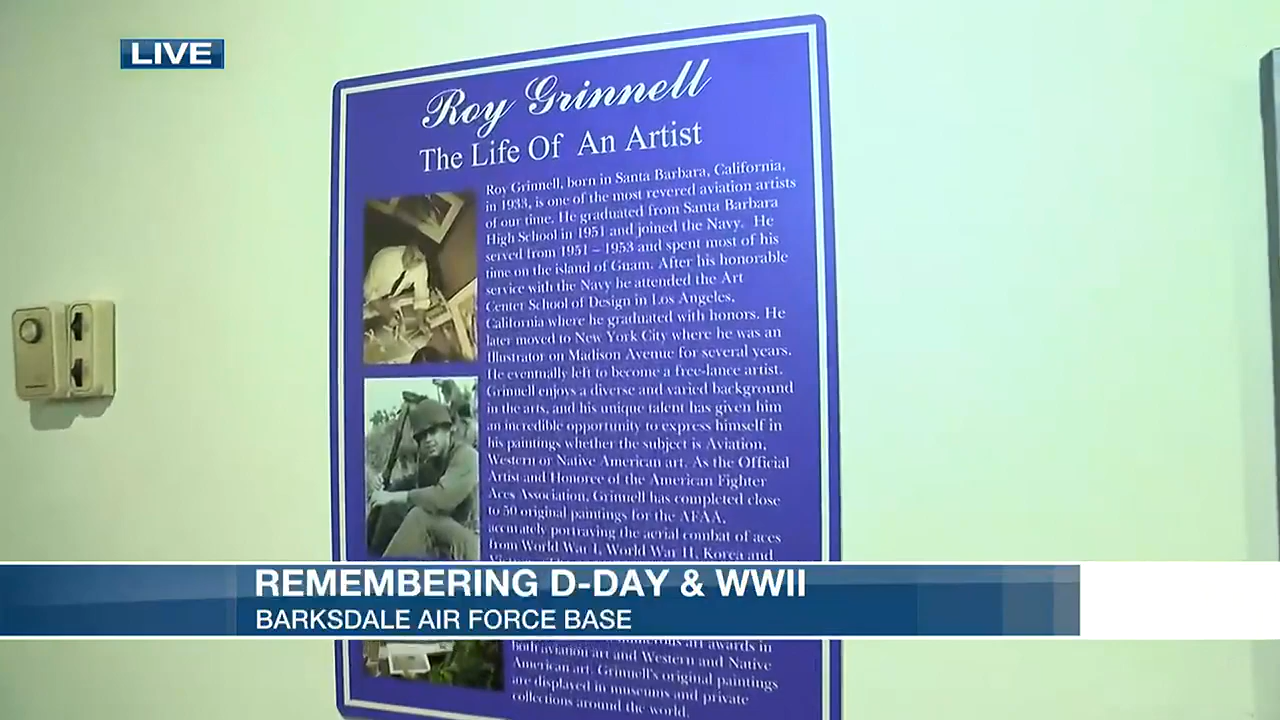 LIVE
Roy Grinnell
The Life Of An Artist
Roy Grinnell, born in Santa Barbara, California,
in 1933, is one of the most revered aviation artists
of our time. He graduated from Santa Barbara
High School in 1951 and joined the Navy. He
served from 1951 – 1953 and spent most of his
time on the island of Guam. After his honorable
service with the Navy he attended the Art
Center School of Design in Los Angeles,
California where he graduated with honors. He
later moved to New York City where he was an
Illustrator on Madison Avenue for several years.
He eventually left to become a free-lance artist.
Grinnell enjoys a diverse and varied background
in the arts, and his unique talent has given him
an incredible opportunity to express himself in
his paintings whether the subject is Aviation,
Western or Native American art. As the Official
Artist and Honoree of the American Fighter
Aces Association, Grinnell has completed close
to 50 original paintings for the AFAA,
accurately portraying the aerial combat of aces
from World War I, World War II, Korea and
REMEMBERING D-DAY & WWII
BARKSDALE AIR FORCE BASE
art awards in
both aviation art and Western and Native
American art. Grinnell's original paintings
are displayed in museums and private
collections around the world.